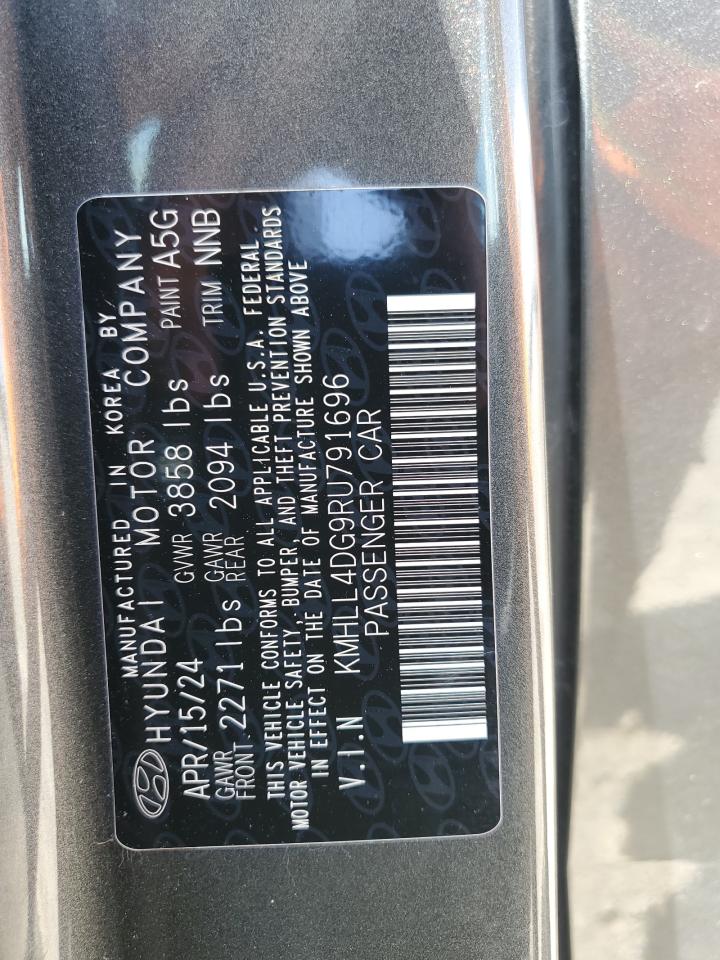 MANUFACTURED IN KOREA BY
HYUNDAI MOTOR COMPANY
APR/15/24 GVWR 3858 lbs PAINT A5G
GAWR FRONT 2271 lbs GAWR REAR 2094 lbs TRIM NNB
THIS VEHICLE CONFORMS TO ALL APPLICABLE U.S.A. FEDERAL
MOTOR VEHICLE SAFETY, BUMPER, AND THEFT PREVENTION STANDARDS
IN EFFECT ON THE DATE OF MANUFACTURE SHOWN ABOVE
V.I.N KMHLL4DG9RU791696
PASSENGER CAR